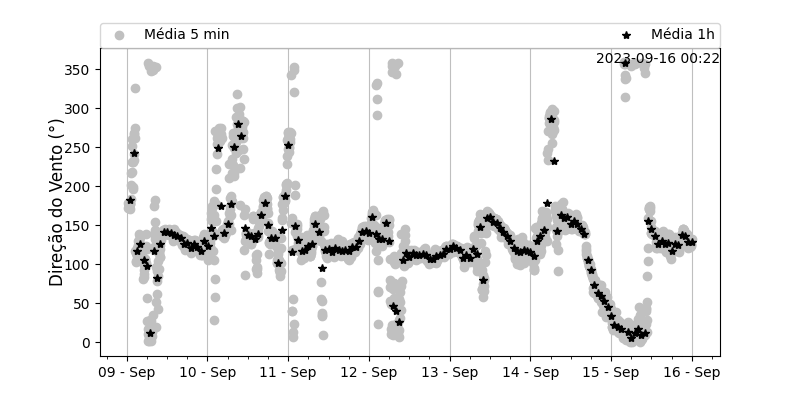 Média 5 min
Média 1h
2023-09-16 00:22
Direção do Vento (°)
350
300
250
200
150
100
50
0
09 - Sep
10 - Sep
11 - Sep
12 - Sep
13 - Sep
14 - Sep
15 - Sep
16 - Sep